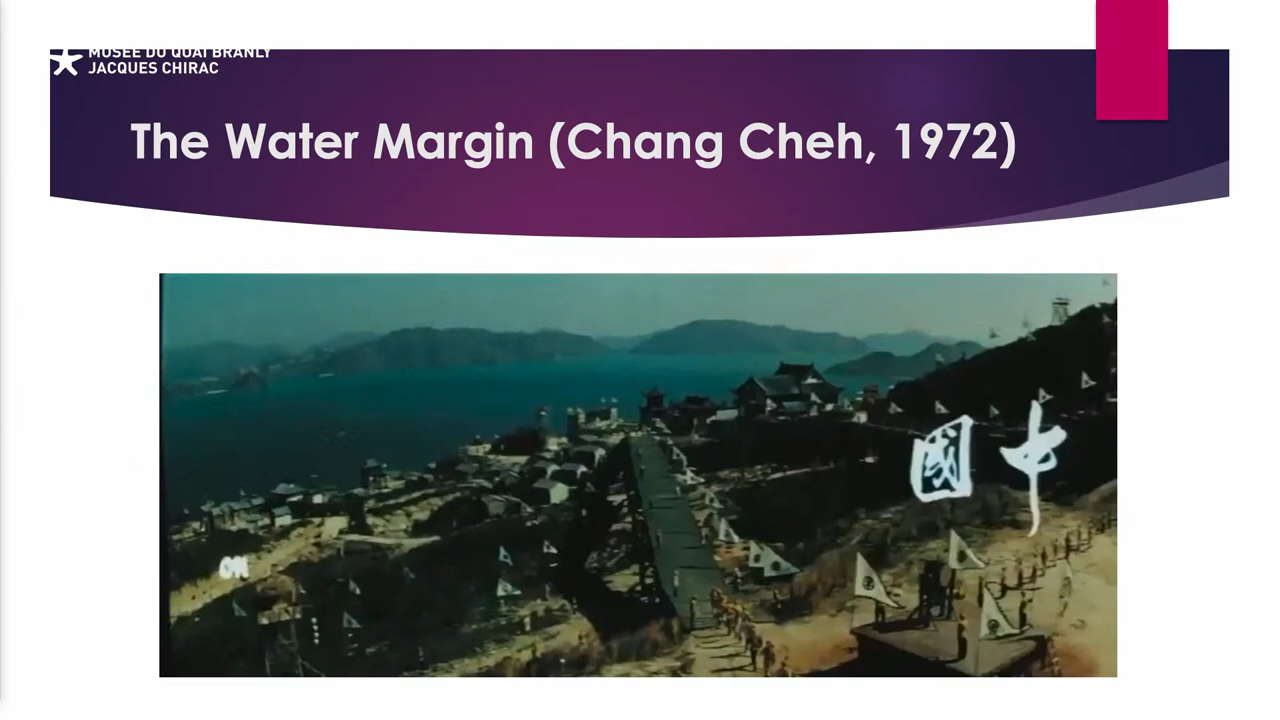 MUSÉE DU QUAI BRANLY
JACQUES CHIRAC
The Water Margin (Chang Cheh, 1972)
中國